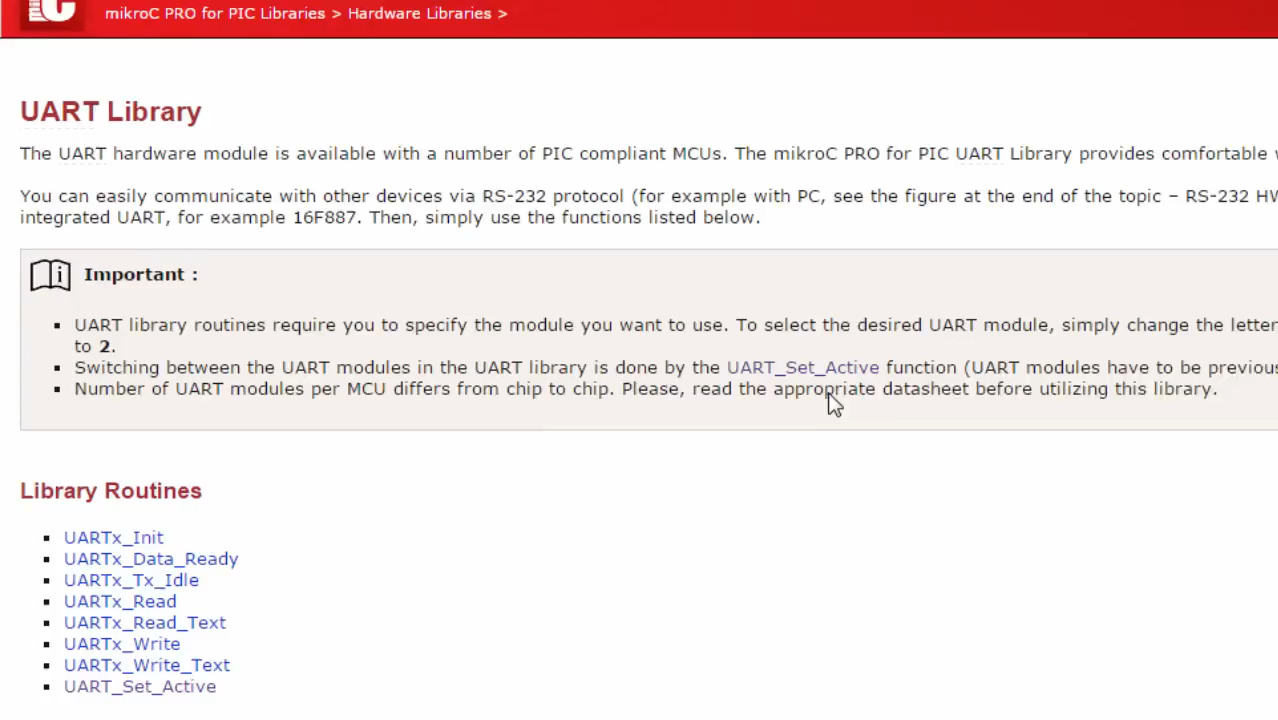 mikroC PRO for PIC Libraries > Hardware Libraries >
UART Library
The UART hardware module is available with a number of PIC compliant MCUs. The mikroC PRO for PIC UART Library provides comfortable
You can easily communicate with other devices via RS-232 protocol (for example with PC, see the figure at the end of the topic – RS-232 HW
integrated UART, for example 16F887. Then, simply use the functions listed below.
Important :
▪ UART library routines require you to specify the module you want to use. To select the desired UART module, simply change the letter
to 2.
▪ Switching between the UART modules in the UART library is done by the UART_Set_Active function (UART modules have to be previous
▪ Number of UART modules per MCU differs from chip to chip. Please, read the appropriate datasheet before utilizing this library.
Library Routines
▪ UARTx_Init
▪ UARTx_Data_Ready
▪ UARTx_Tx_Idle
▪ UARTx_Read
▪ UARTx_Read_Text
▪ UARTx_Write
▪ UARTx_Write_Text
▪ UART_Set_Active